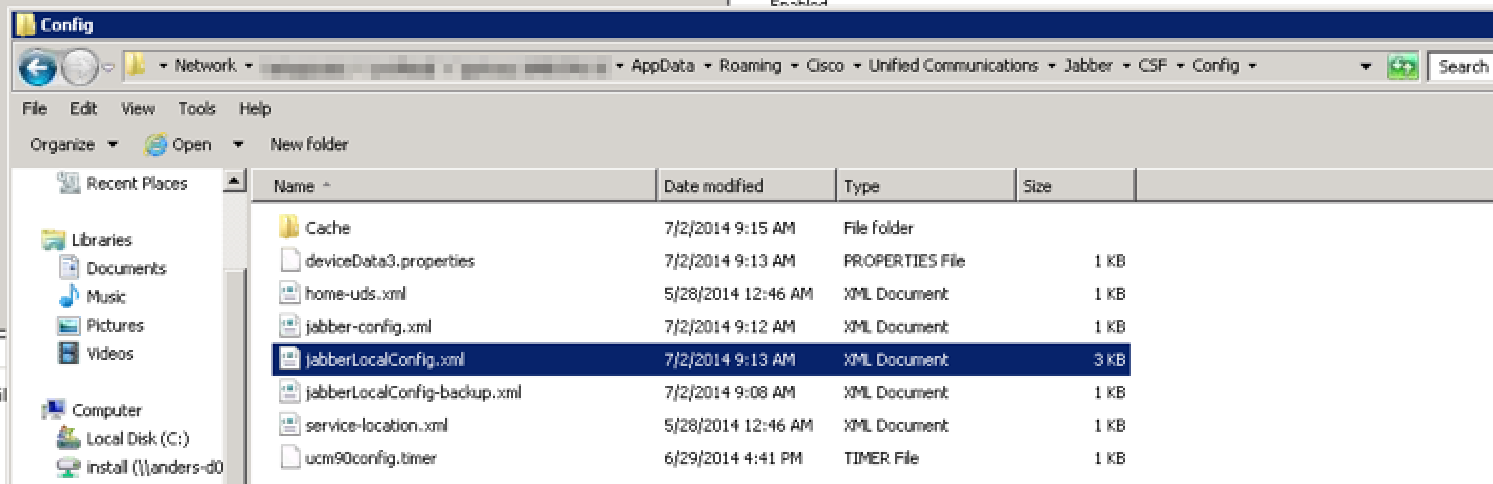 Enabled
Config
Network AppData Roaming Cisco Unified Communications Jabber CSF Config Search
File Edit View Tools Help
Organize Open New folder
Recent Places
Name Date modified Type Size
Cache 7/2/2014 9:15 AM File folder
Libraries
deviceData3.properties 7/2/2014 9:13 AM PROPERTIES File 1 KB
Documents
home-uds.xml 5/28/2014 12:46 AM XML Document 1 KB
Music
jabber-config.xml 7/2/2014 9:12 AM XML Document 1 KB
Pictures
jabberLocalConfig.xml 7/2/2014 9:13 AM XML Document 3 KB
Videos
jabberLocalConfig-backup.xml 7/2/2014 9:08 AM XML Document 1 KB
Computer
service-location.xml 5/28/2014 12:46 AM XML Document 1 KB
Local Disk (C:)
ucm90config.timer 6/29/2014 4:41 PM TIMER File 1 KB
install (\\anders-d0